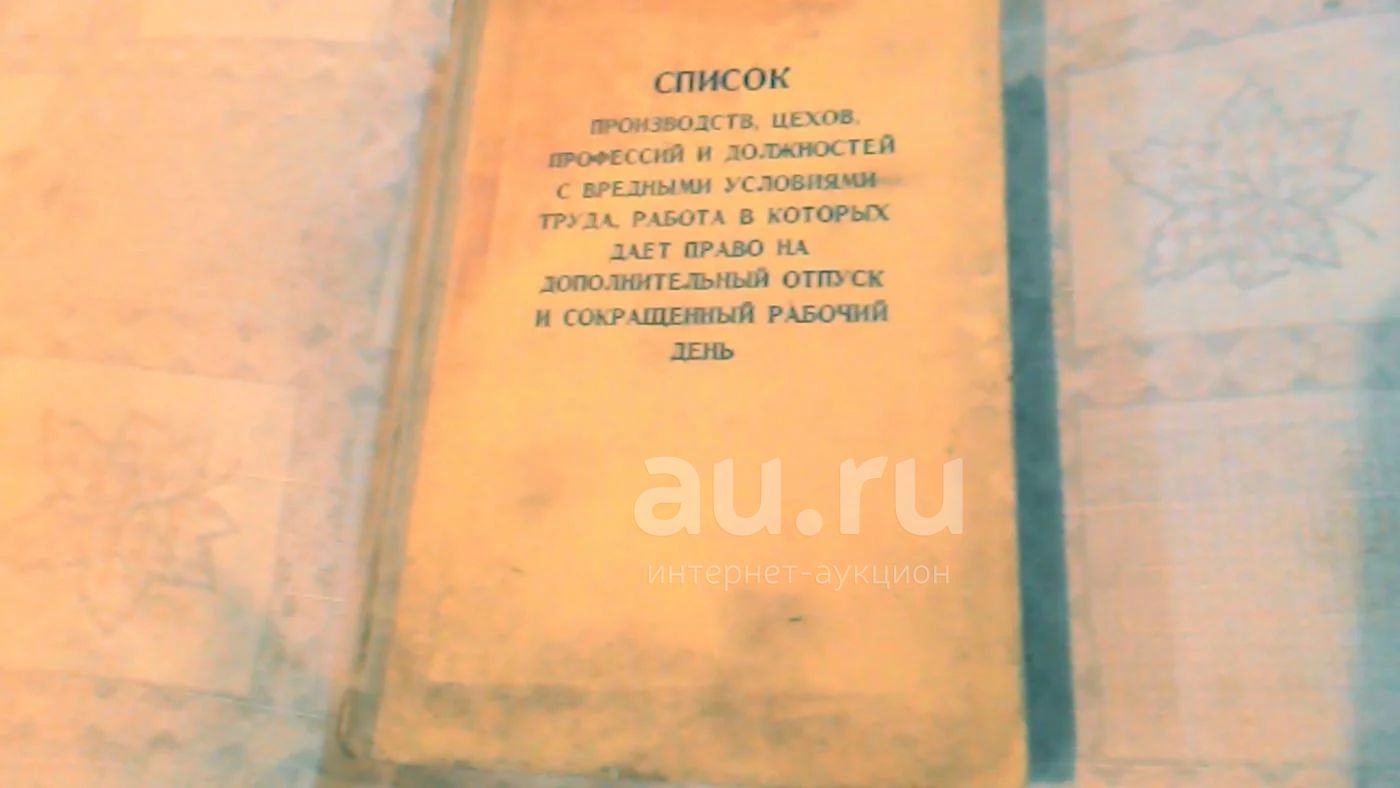 СПИСОК
ПРОИЗВОДСТВ, ЦЕХОВ,
ПРОФЕССИЙ И ДОЛЖНОСТЕЙ
С ВРЕДНЫМИ УСЛОВИЯМИ
ТРУДА, РАБОТА В КОТОРЫХ
ДАЕТ ПРАВО НА
ДОПОЛНИТЕЛЬНЫЙ ОТПУСК
И СОКРАЩЕННЫЙ РАБОЧИЙ
ДЕНЬ
au.ru
интернет-аукцион